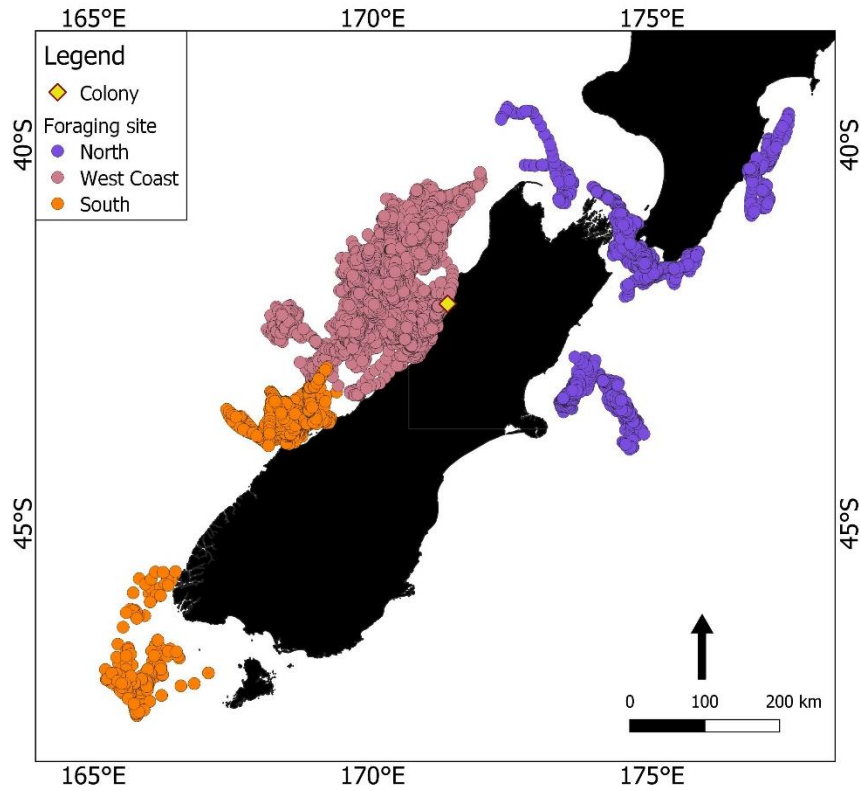 165°E 170°E 175°E
Legend
Colony
Foraging site
North
West Coast
South
40°S 40°S
45°S 45°S
0 100 200 km
165°E 170°E 175°E